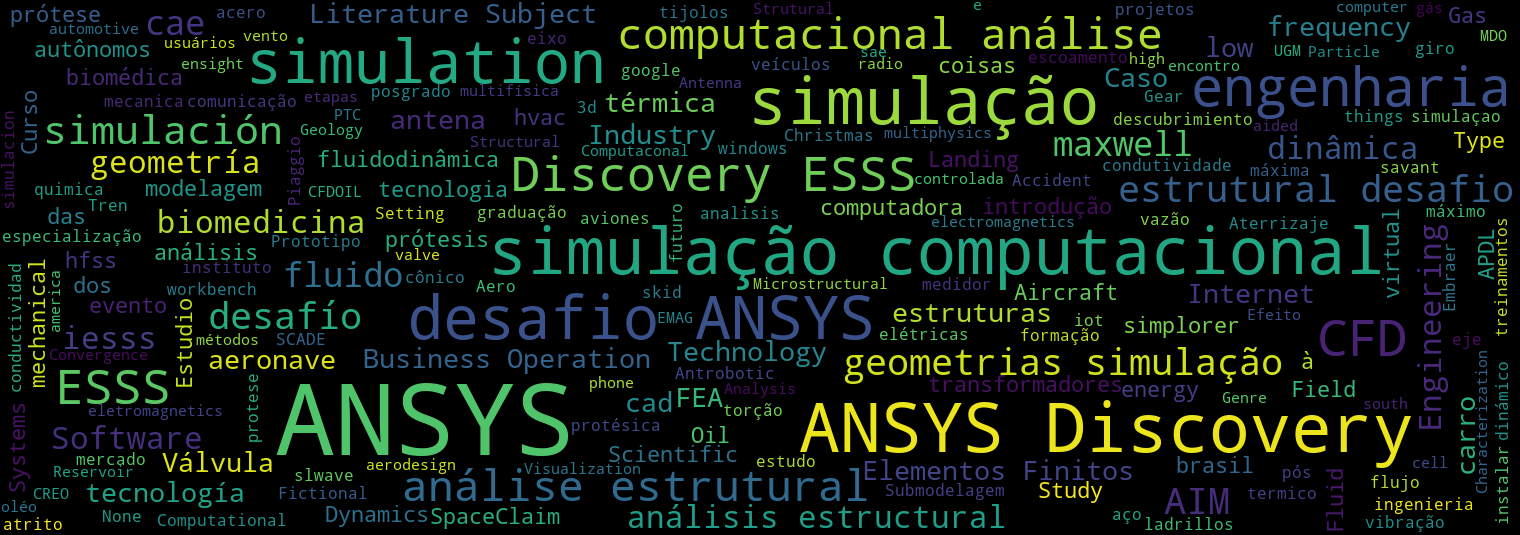 prótese
cae
acero
Literature Subject
tijolos
Strutural
e
projetos
computer
gás
Gas
automotive
usuários
vento
eixo
computacional análise
low
frequency
MDO
autônomos
ensight
simulation
sae
escoamento
UGM
Particle
giro
biomédica
google
Antenna
radio
veículos
coisas
high
encontro
Caso
engenharia
Curso
mecanica
comunicação
etapas
posgrado
multifísica
3d
térmica
simulação
Gear
simulacion
PTC
antena
hvac
descubrimiento
things
simulaçao
simulación
Geology
Structural
Industry
Christmas
multiphysics
maxwell
aided
dinâmica
Type
geometría
Piaggio
fluidodinâmica
Computaconal
windows
Discovery ESSS
Landing
condutividade
máxima
savant
quimica
modelagem
CFDOIL
tecnologia
controlada
Accident
estrutural desafio
Tren
das
biomedicina
Setting
graduação
aviones
analisis
computadora
introdução
vazão
Aterrizaje
máximo
especialização
Prototipo
prótesis
futuro
electromagnetics
virtual
análisis
valve
simulação computacional
hfss
instituto
fluido
cônico
Engineering
APDL
Embraer
treinamentos
dos
workbench
Aero
skid
Microstructural
medidor
Aircraft
Internet
conductividad
america
mechanical
evento
Estudio
desafío
desafio ANSYS
EMAG
estructuras
iot
simplorer
Efeito
iesss
métodos
SCADE
elétricas
formação
CFD
eje
Convergence
aeronave
Business Operation
Technology
geometrias simulação
à
ESSS
protese
ANSYS
phone
Antrobotic
Analysis
transformadores
energy
Field
Genre
south
eletromagnetics
cad
FEA
torção
ANSYS Discovery
carro
Characterization
dinámico
Systems
Software
protésica
Oil
mercado
Válvula
aerodesign
Scientific
estudo
Elementos
Finitos
brasil
pós
cell
Reservoir
slwave
Visualization
instalar
CREO
tecnología
Fictional
análise estrutural
Submodelagem
Study
AIM
termico
Fluid
flujo
oléo
ingenieria
atrito
None
Computational
Dynamics
SpaceClaim
análisis estructural
aço
ladrillos
vibração